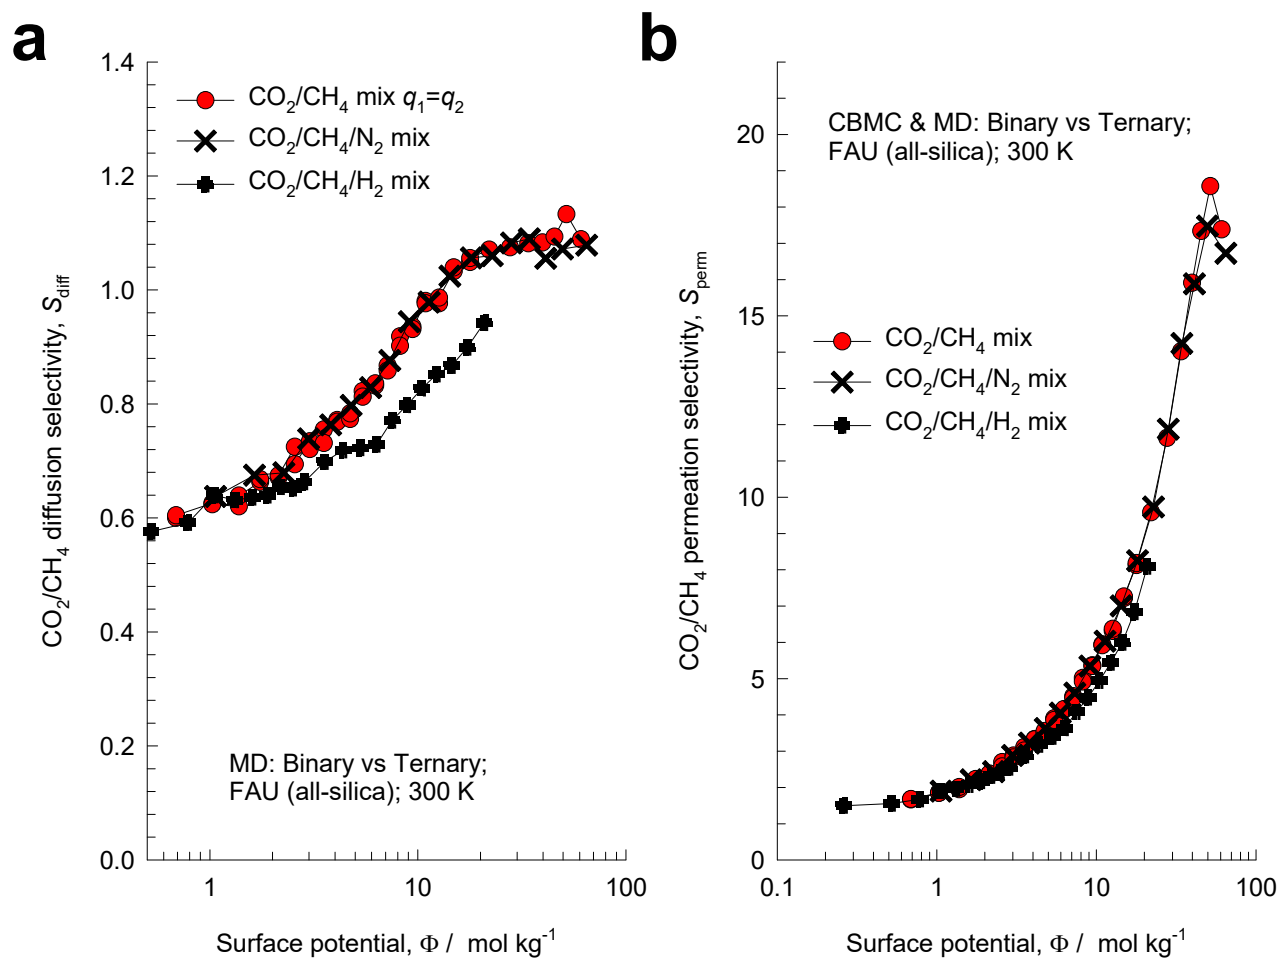 a
1.4
1.2
1.0
0.8
0.6
0.4
0.2
0.0
CO₂/CH₄ diffusion selectivity, S_diff
CO₂/CH₄ mix q₁=q₂
CO₂/CH₄/N₂ mix
CO₂/CH₄/H₂ mix
MD: Binary vs Ternary;
FAU (all-silica); 300 K
1 10 100
Surface potential, Φ / mol kg⁻¹
b
20
15
10
5
0
CO₂/CH₄ permeation selectivity, S_perm
CBMC & MD: Binary vs Ternary;
FAU (all-silica); 300 K
CO₂/CH₄ mix
CO₂/CH₄/N₂ mix
CO₂/CH₄/H₂ mix
0.1 1 10 100
Surface potential, Φ / mol kg⁻¹